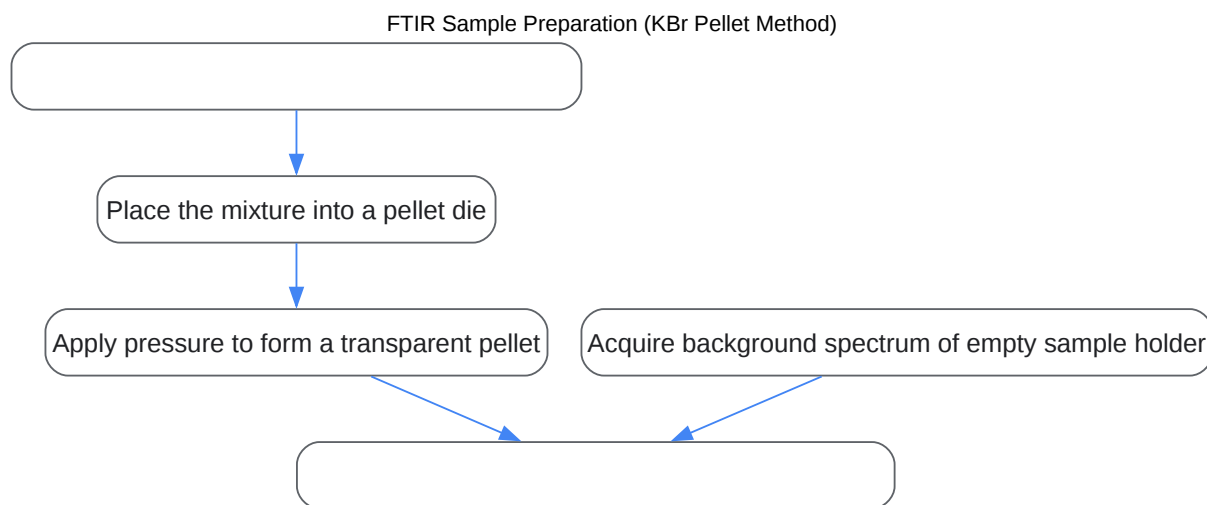 FTIR Sample Preparation (KBr Pellet Method)
Place the mixture into a pellet die
Apply pressure to form a transparent pellet
Acquire background spectrum of empty sample holder